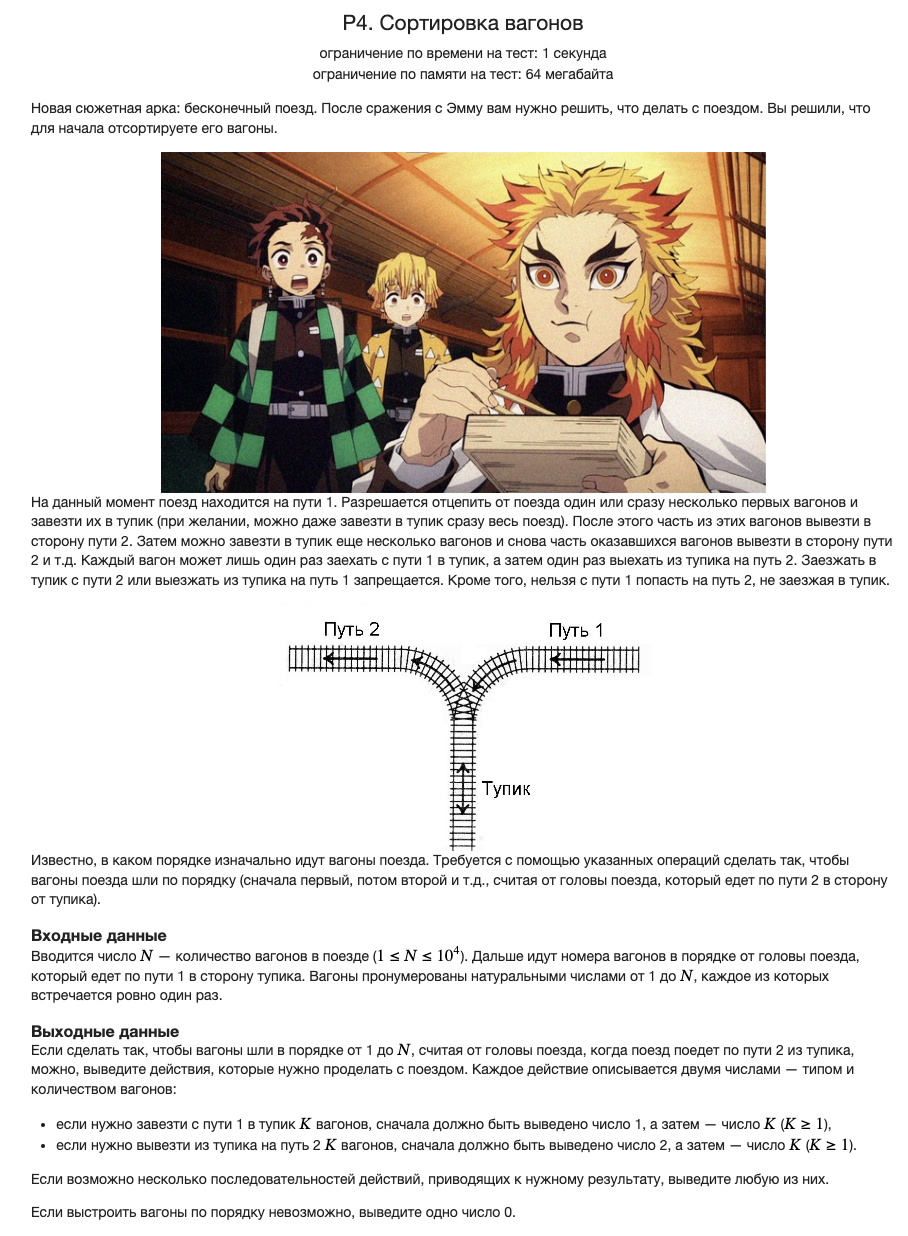 P4. Сортировка вагонов
ограничение по времени на тест: 1 секунда
ограничение по памяти на тест: 64 мегабайта
Новая сюжетная арка: бесконечный поезд. После сражения с Эмму вам нужно решить, что делать с поездом. Вы решили, что
для начала отсортируете его вагоны.
На данный момент поезд находится на пути 1. Разрешается отцепить от поезда один или сразу несколько первых вагонов и
завезти их в тупик (при желании, можно даже завезти в тупик сразу весь поезд). После этого часть из этих вагонов вывезти в
сторону пути 2. Затем можно завезти в тупик еще несколько вагонов и снова часть оказавшихся вагонов вывезти в сторону пути
2 и т.д. Каждый вагон может лишь один раз заехать с пути 1 в тупик, а затем один раз выехать из тупика на путь 2. Заезжать в
тупик с пути 2 или выезжать из тупика на путь 1 запрещается. Кроме того, нельзя с пути 1 попасть на путь 2, не заезжая в тупик.
Путь 2 Путь 1
Тупик
Известно, в каком порядке изначально идут вагоны поезда. Требуется с помощью указанных операций сделать так, чтобы
вагоны поезда шли по порядку (сначала первый, потом второй и т.д., считая от головы поезда, который едет по пути 2 в сторону
от тупика).
Входные данные
Вводится число N — количество вагонов в поезде (1 ≤ N ≤ 10⁴). Дальше идут номера вагонов в порядке от головы поезда,
который едет по пути 1 в сторону тупика. Вагоны пронумерованы натуральными числами от 1 до N, каждое из которых
встречается ровно один раз.
Выходные данные
Если сделать так, чтобы вагоны шли в порядке от 1 до N, считая от головы поезда, когда поезд поедет по пути 2 из тупика,
можно, выведите действия, которые нужно проделать с поездом. Каждое действие описывается двумя числами — типом и
количеством вагонов:
• если нужно завезти с пути 1 в тупик K вагонов, сначала должно быть выведено число 1, а затем — число K (K ≥ 1),
• если нужно вывезти из тупика на путь 2 K вагонов, сначала должно быть выведено число 2, а затем — число K (K ≥ 1).
Если возможно несколько последовательностей действий, приводящих к нужному результату, выведите любую из них.
Если выстроить вагоны по порядку невозможно, выведите одно число 0.